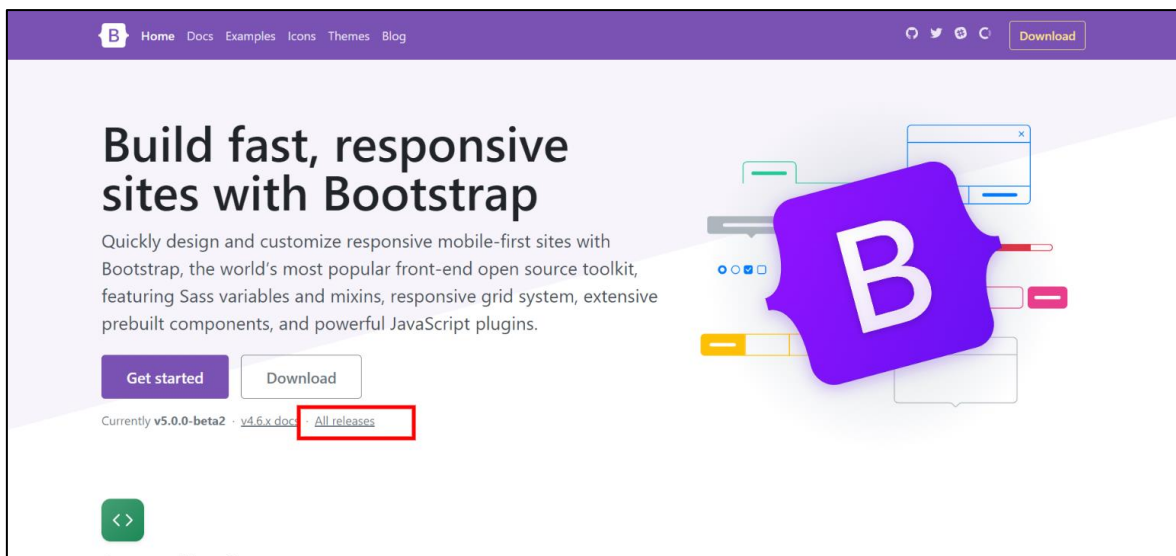 B Home Docs Examples Icons Themes Blog Download
Build fast, responsive
sites with Bootstrap
Quickly design and customize responsive mobile-first sites with
Bootstrap, the world's most popular front-end open source toolkit,
featuring Sass variables and mixins, responsive grid system, extensive
prebuilt components, and powerful JavaScript plugins.
B
Get started Download
Currently v5.0.0-beta2 · v4.6.x docs · All releases